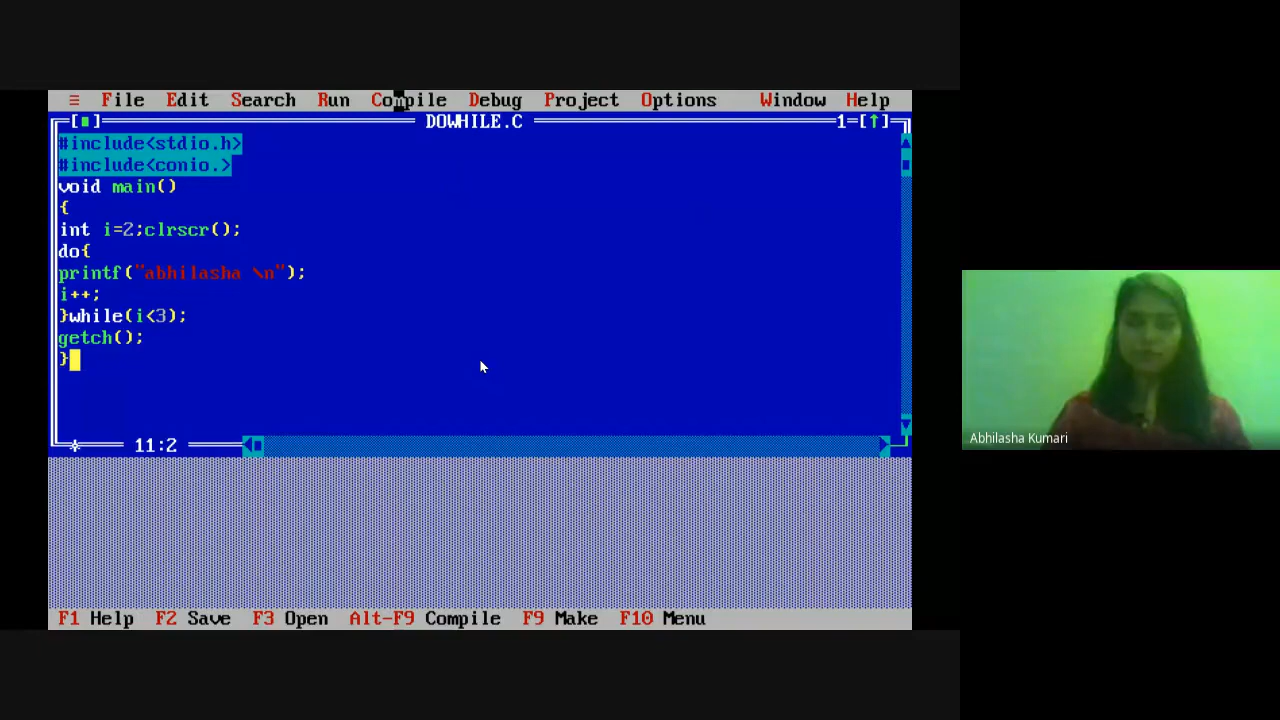 ≡ File Edit Search Run Compile Debug Project Options Window Help
[■] DOWHILE.C 1=[↑]
#include<stdio.h>
#include<conio.>
void main()
{
int i=2;clrscr();
do{
printf("abhilasha \n");
i++;
}while(i<3);
getch();
}
11:2
F1 Help F2 Save F3 Open Alt-F9 Compile F9 Make F10 Menu
Abhilasha Kumari